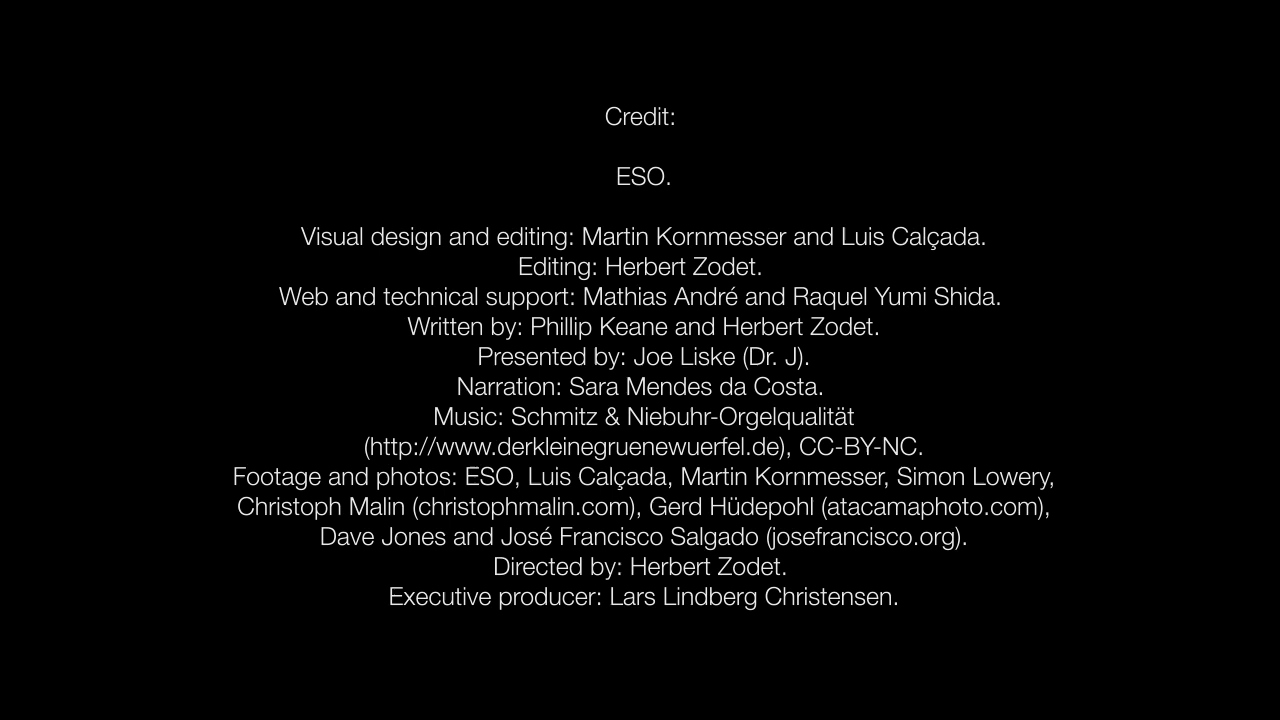 Credit:
ESO.
Visual design and editing: Martin Kornmesser and Luis Calçada.
Editing: Herbert Zodet.
Web and technical support: Mathias André and Raquel Yumi Shida.
Written by: Phillip Keane and Herbert Zodet.
Presented by: Joe Liske (Dr. J).
Narration: Sara Mendes da Costa.
Music: Schmitz & Niebuhr-Orgelqualität
(http://www.derkleinegruenewuerfel.de), CC-BY-NC.
Footage and photos: ESO, Luis Calçada, Martin Kornmesser, Simon Lowery,
Christoph Malin (christophmalin.com), Gerd Hüdepohl (atacamaphoto.com),
Dave Jones and José Francisco Salgado (josefrancisco.org).
Directed by: Herbert Zodet.
Executive producer: Lars Lindberg Christensen.